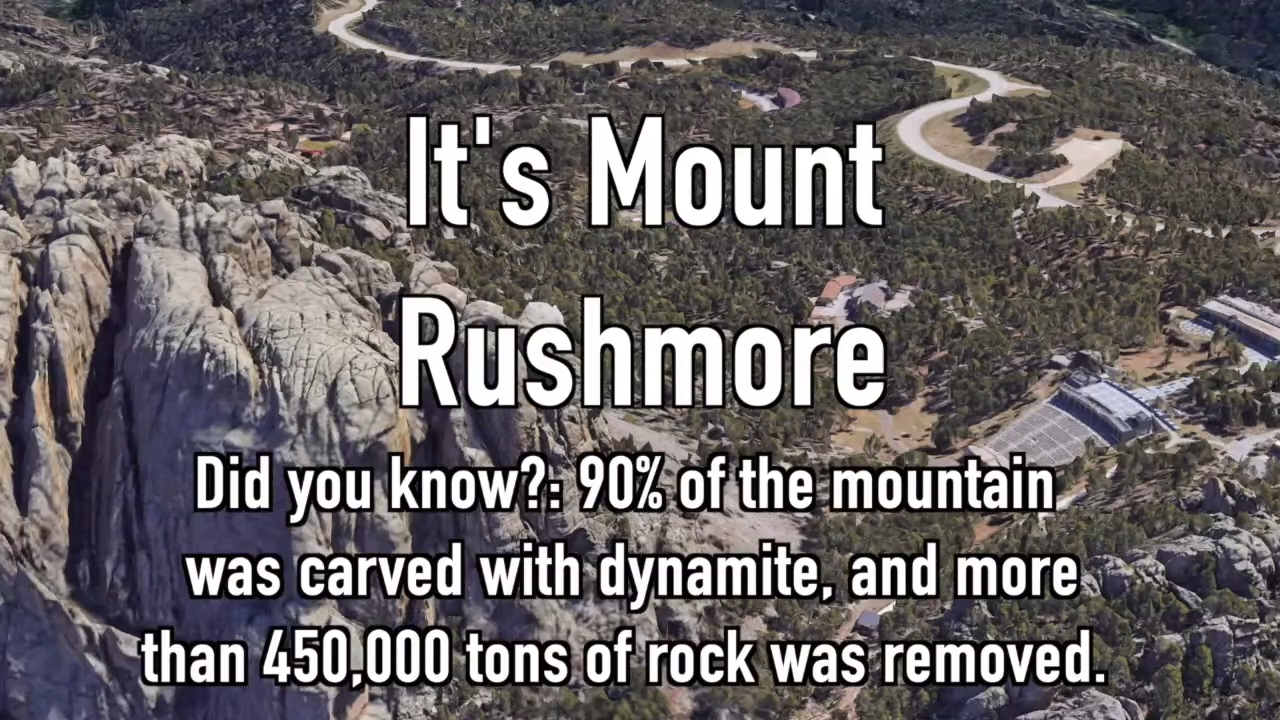 It's Mount
Rushmore
Did you know?: 90% of the mountain
was carved with dynamite, and more
than 450,000 tons of rock was removed.